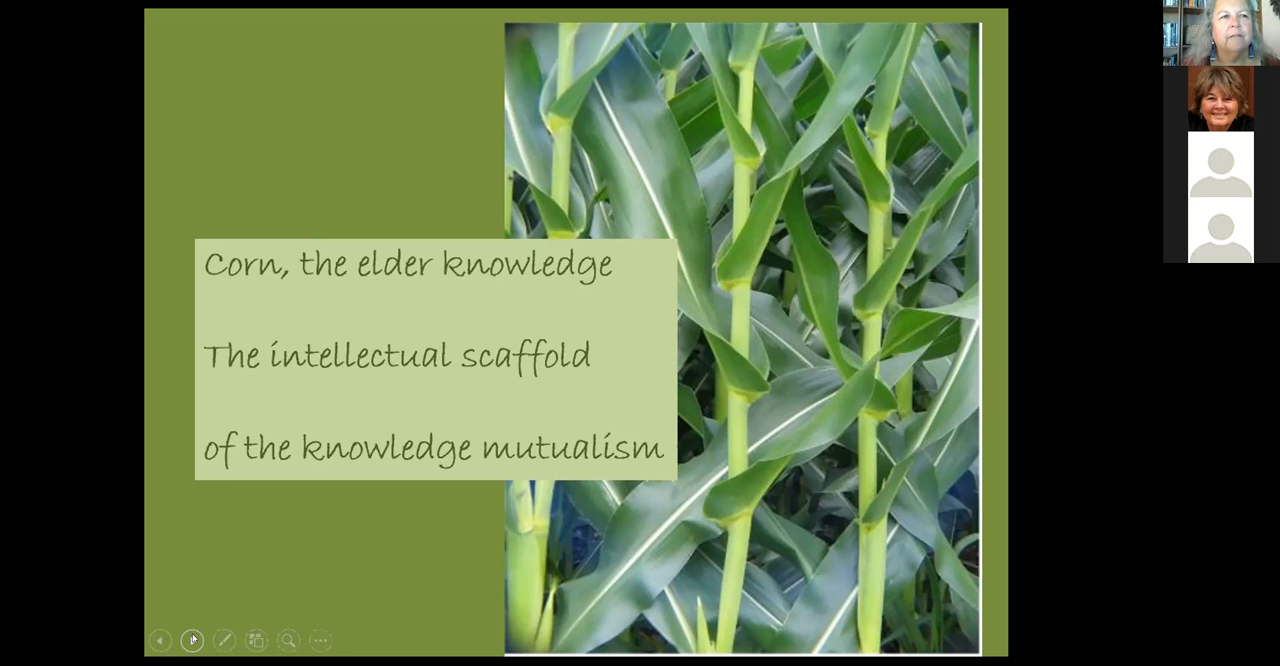 Corn, the elder knowledge
The intellectual scaffold
of the knowledge mutualism